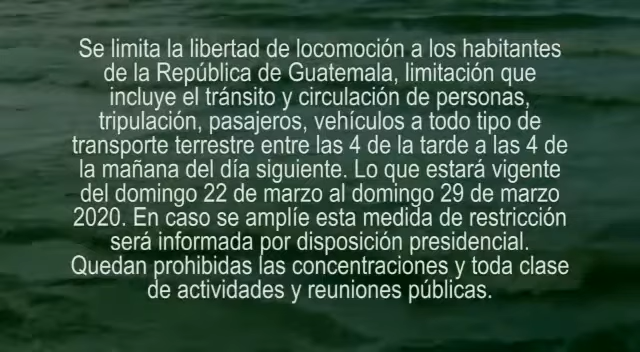 Se limita la libertad de locomoción a los habitantes
de la República de Guatemala, limitación que
incluye el tránsito y circulación de personas,
tripulación, pasajeros, vehículos a todo tipo de
transporte terrestre entre las 4 de la tarde a las 4 de
la mañana del día siguiente. Lo que estará vigente
del domingo 22 de marzo al domingo 29 de marzo
2020. En caso se amplíe esta medida de restricción
será informada por disposición presidencial.
Quedan prohibidas las concentraciones y toda clase
de actividades y reuniones públicas.